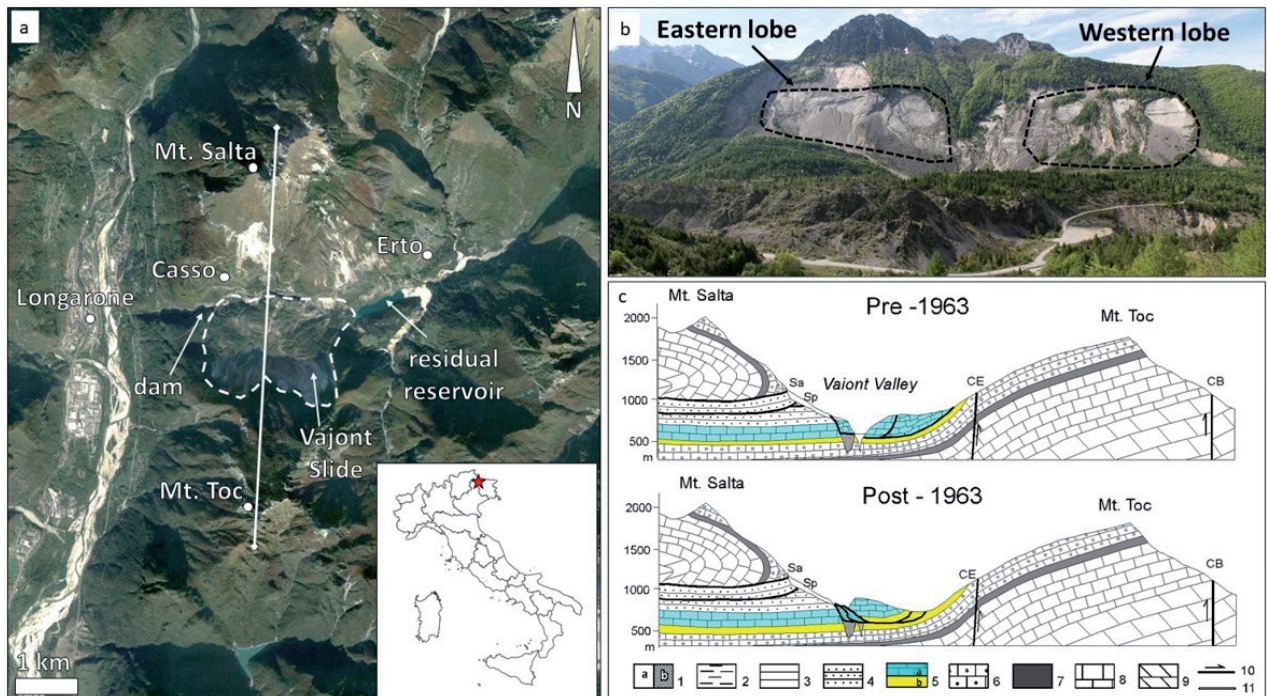 a
N
Mt. Salta
Erto
Casso
Longarone
residual
reservoir
dam
Vajont
Slide
Mt. Toc
1 km
b
Eastern lobe
Western lobe
c
Pre -1963
Mt. Salta
2000
Mt. Toc
1500
Sa
Vaiont Valley
CE
CB
Sp
1000
500
m
Post - 1963
Mt. Salta
2000
Mt. Toc
1500
Sa
CE
CB
Sp
1000
500
m
a b 1 2 3 4 a b 5 6 7 8 9 10
11